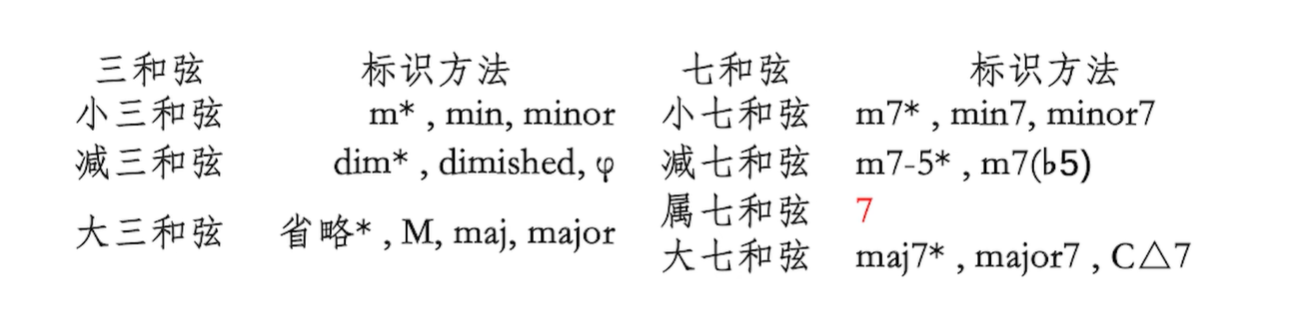 三和弦 标识方法 七和弦 标识方法
小三和弦 m* , min, minor 小七和弦 m7* , min7, minor7
减三和弦 dim* , dimished, φ 减七和弦 m7-5* , m7(b5)
属七和弦 7
大三和弦 省略* , M, maj, major
大七和弦 maj7* , major7 , C△7